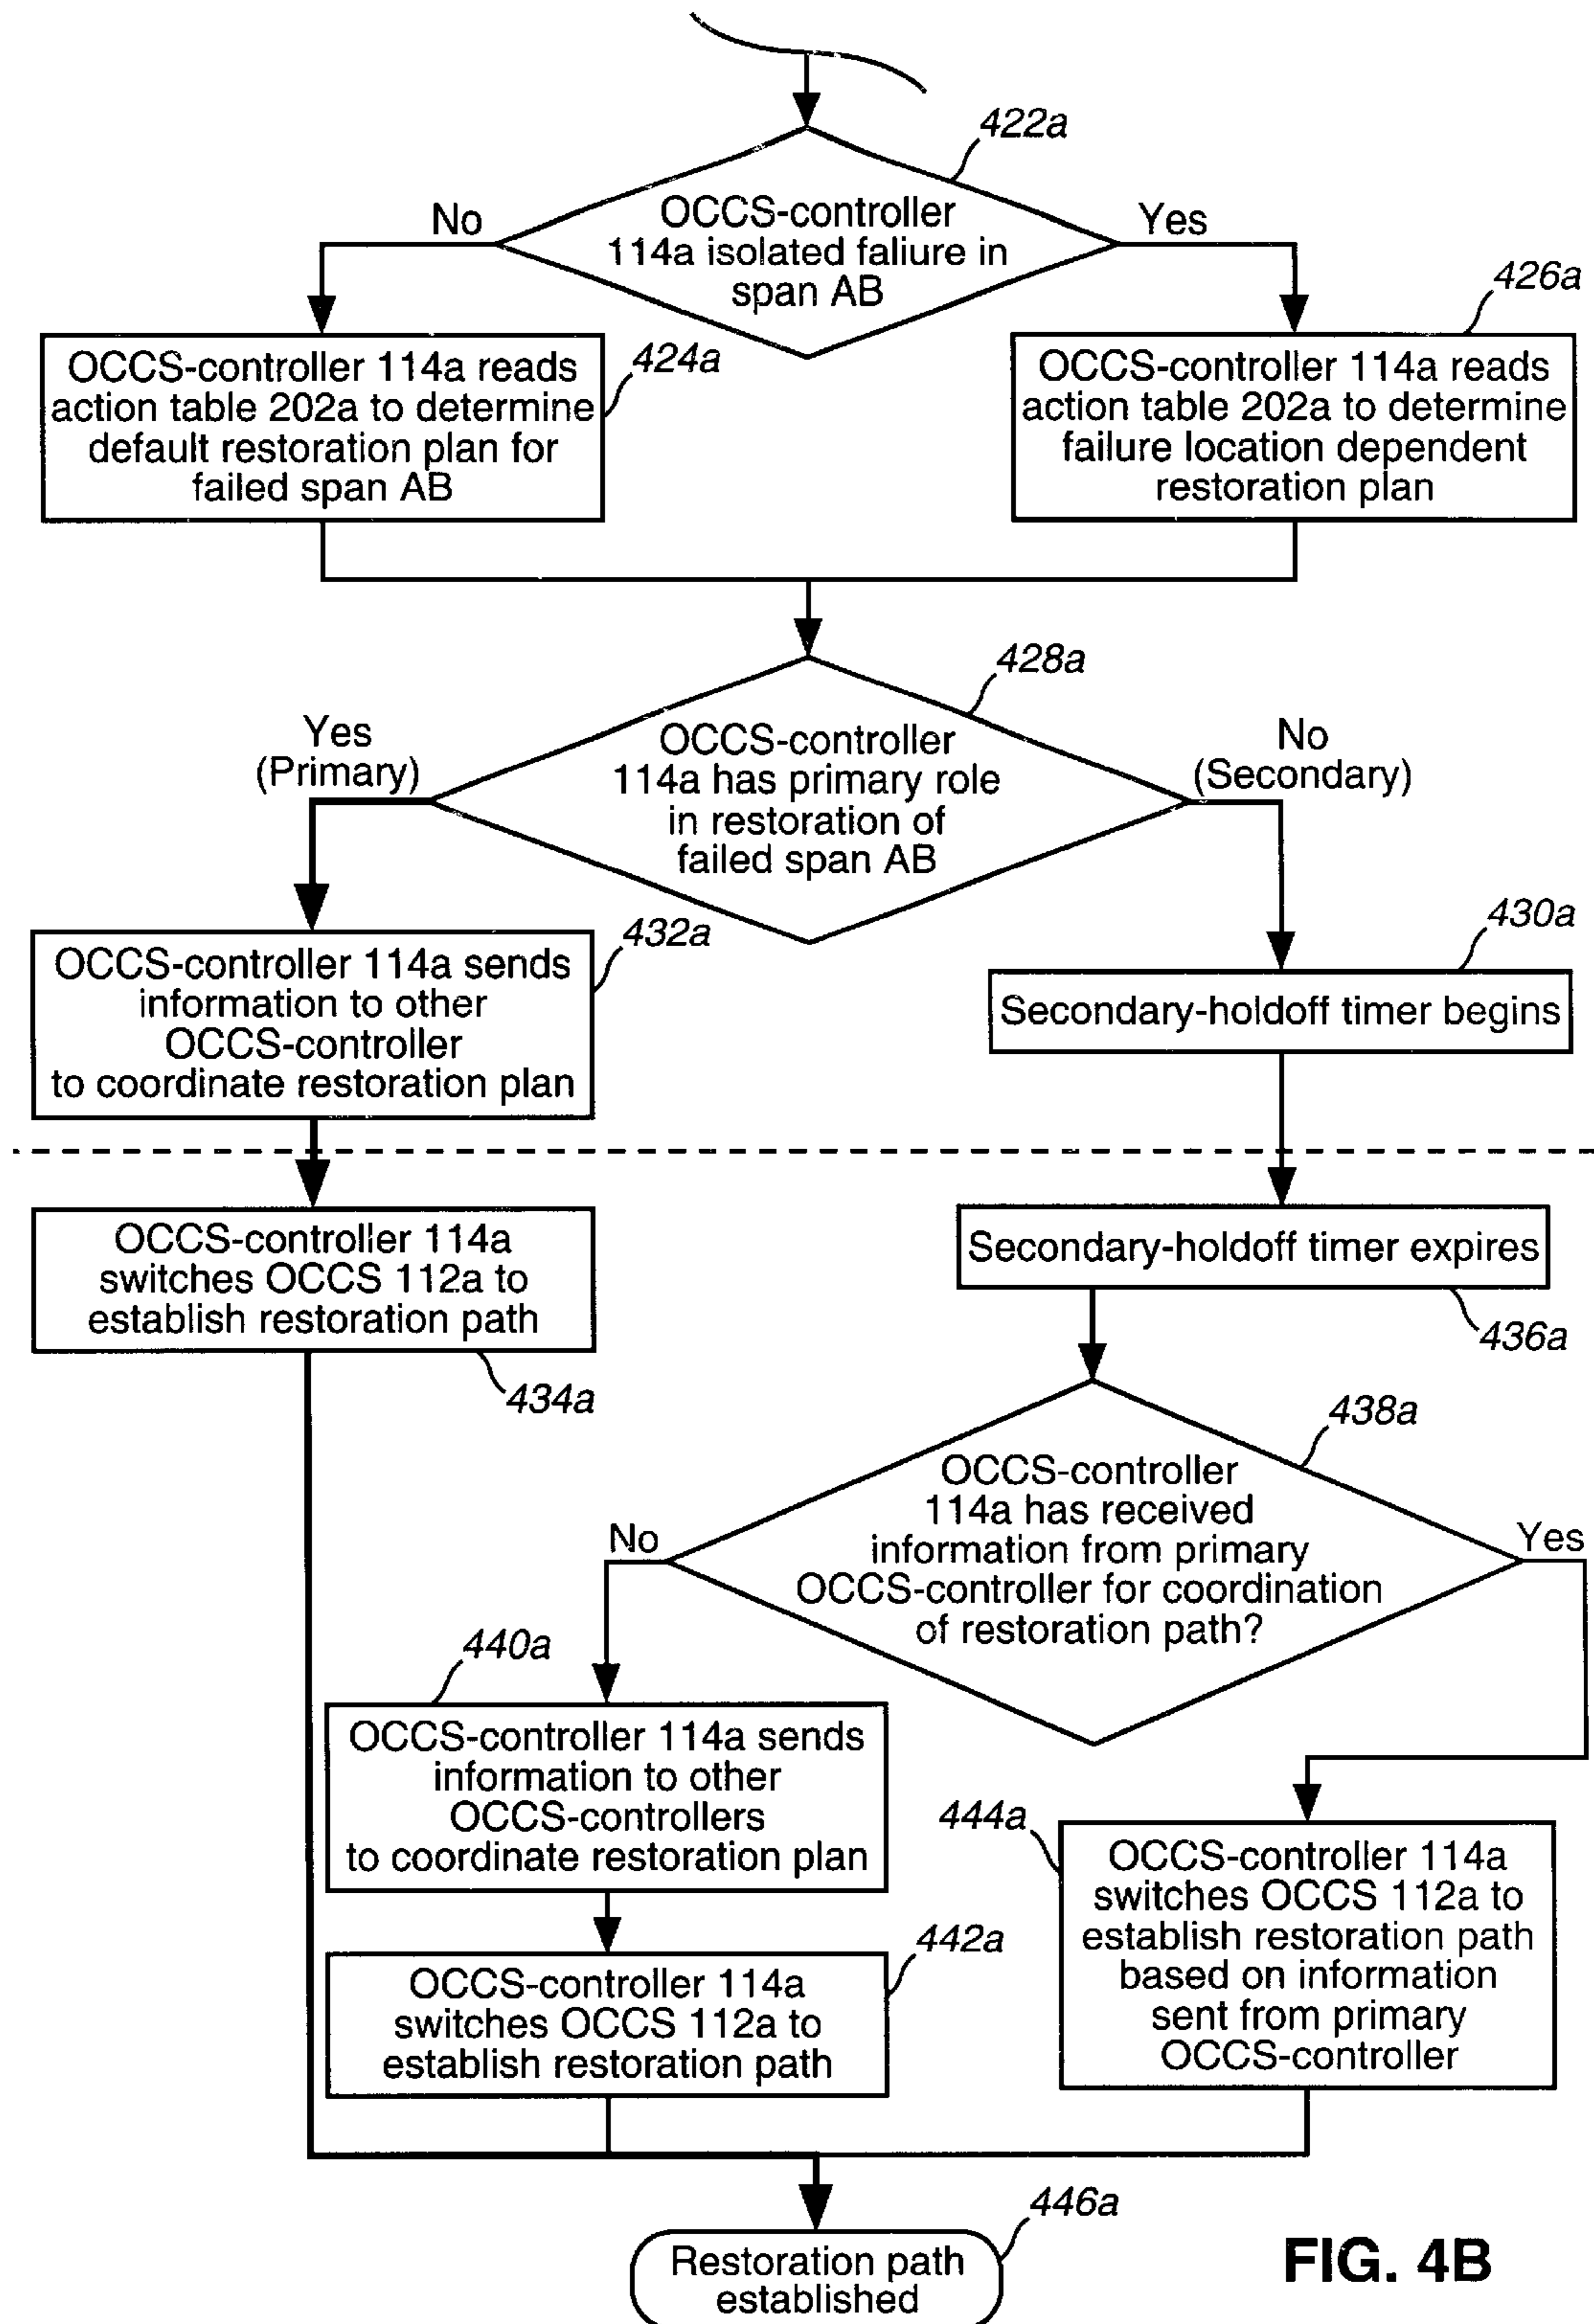 422a
OCCS-controller
114a isolated faliure in
span AB
No
Yes
424a
OCCS-controller 114a reads
action table 202a to determine
default restoration plan for
failed span AB
426a
OCCS-controller 114a reads
action table 202a to determine
failure location dependent
restoration plan
428a
OCCS-controller
114a has primary role
in restoration of
failed span AB
Yes
(Primary)
No
(Secondary)
432a
OCCS-controller 114a sends
information to other
OCCS-controller
to coordinate restoration plan
430a
Secondary-holdoff timer begins
OCCS-controller 114a
switches OCCS 112a to
establish restoration path
434a
Secondary-holdoff timer expires
436a
438a
OCCS-controller
114a has received
information from primary
OCCS-controller for coordination
of restoration path?
No
Yes
440a
OCCS-controller 114a sends
information to other
OCCS-controllers
to coordinate restoration plan
442a
OCCS-controller 114a
switches OCCS 112a to
establish restoration path
444a
OCCS-controller 114a
switches OCCS 112a to
establish restoration path
based on information
sent from primary
OCCS-controller
446a
Restoration path
established
FIG. 4B